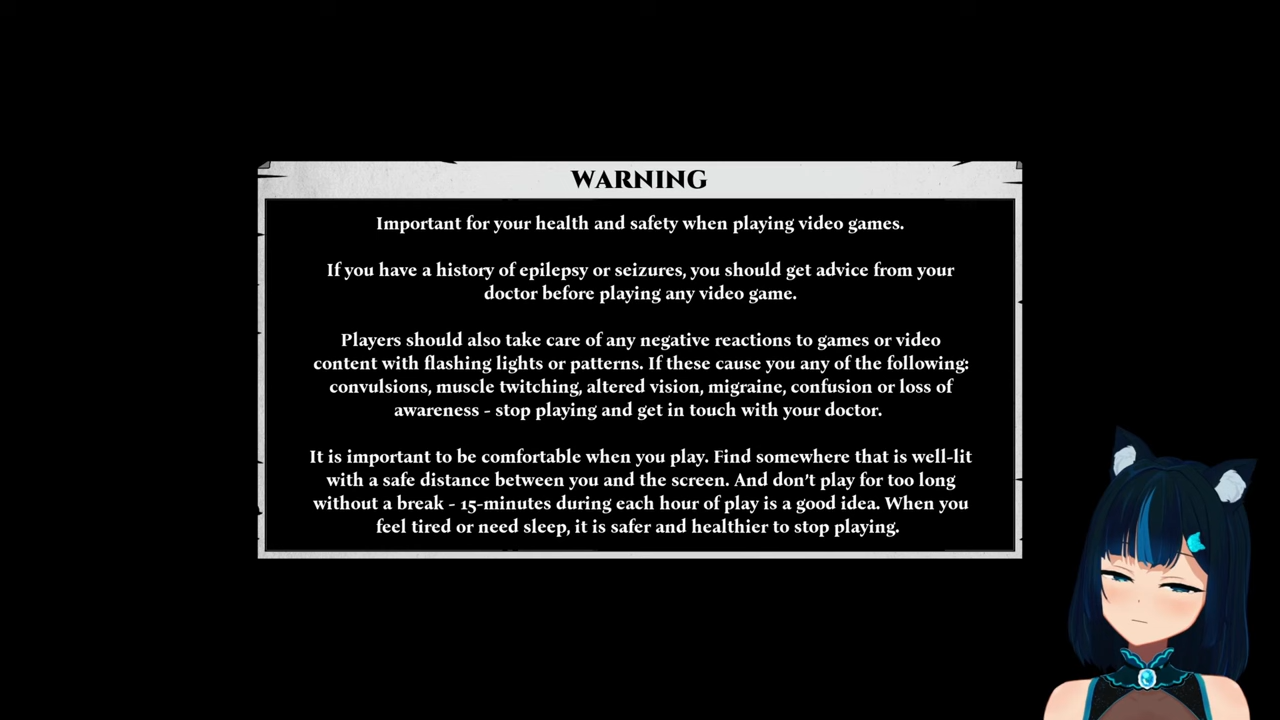 WARNING
Important for your health and safety when playing video games.
If you have a history of epilepsy or seizures, you should get advice from your
doctor before playing any video game.
Players should also take care of any negative reactions to games or video
content with flashing lights or patterns. If these cause you any of the following:
convulsions, muscle twitching, altered vision, migraine, confusion or loss of
awareness - stop playing and get in touch with your doctor.
It is important to be comfortable when you play. Find somewhere that is well-lit
with a safe distance between you and the screen. And don't play for too long
without a break - 15-minutes during each hour of play is a good idea. When you
feel tired or need sleep, it is safer and healthier to stop playing.